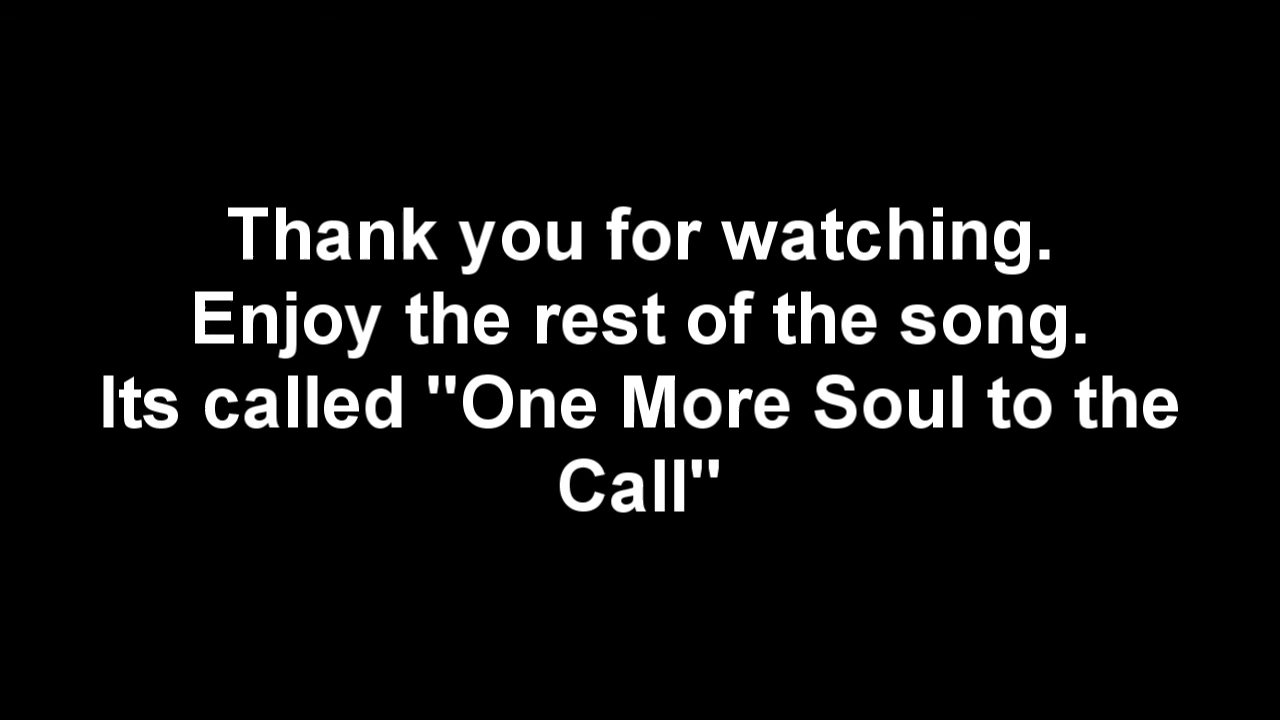 Thank you for watching.
Enjoy the rest of the song.
Its called "One More Soul to the
Call"